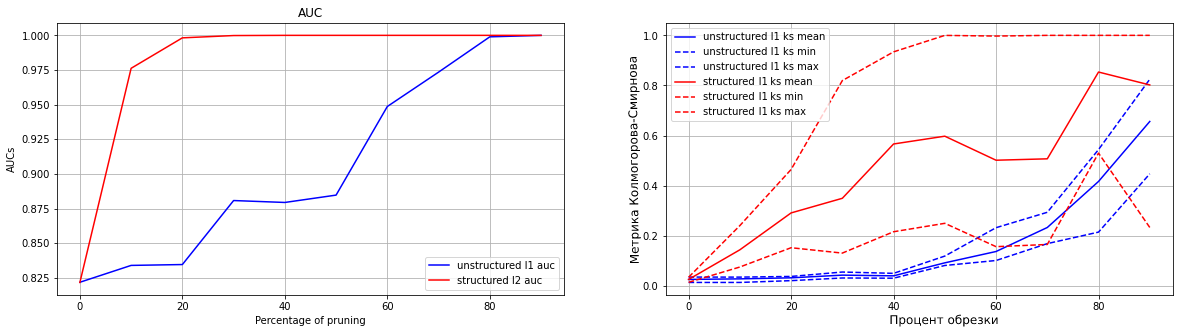 AUC
1.000
0.975
0.950
0.925
0.900
0.875
0.850
0.825
AUCs
0 20 40 60 80
Percentage of pruning
unstructured l1 auc
structured l2 auc
1.0
0.8
0.6
0.4
0.2
0.0
Метрика Колмогорова-Смирнова
unstructured l1 ks mean
unstructured l1 ks min
unstructured l1 ks max
structured l1 ks mean
structured l1 ks min
structured l1 ks max
0 20 40 60 80
Процент обрезки